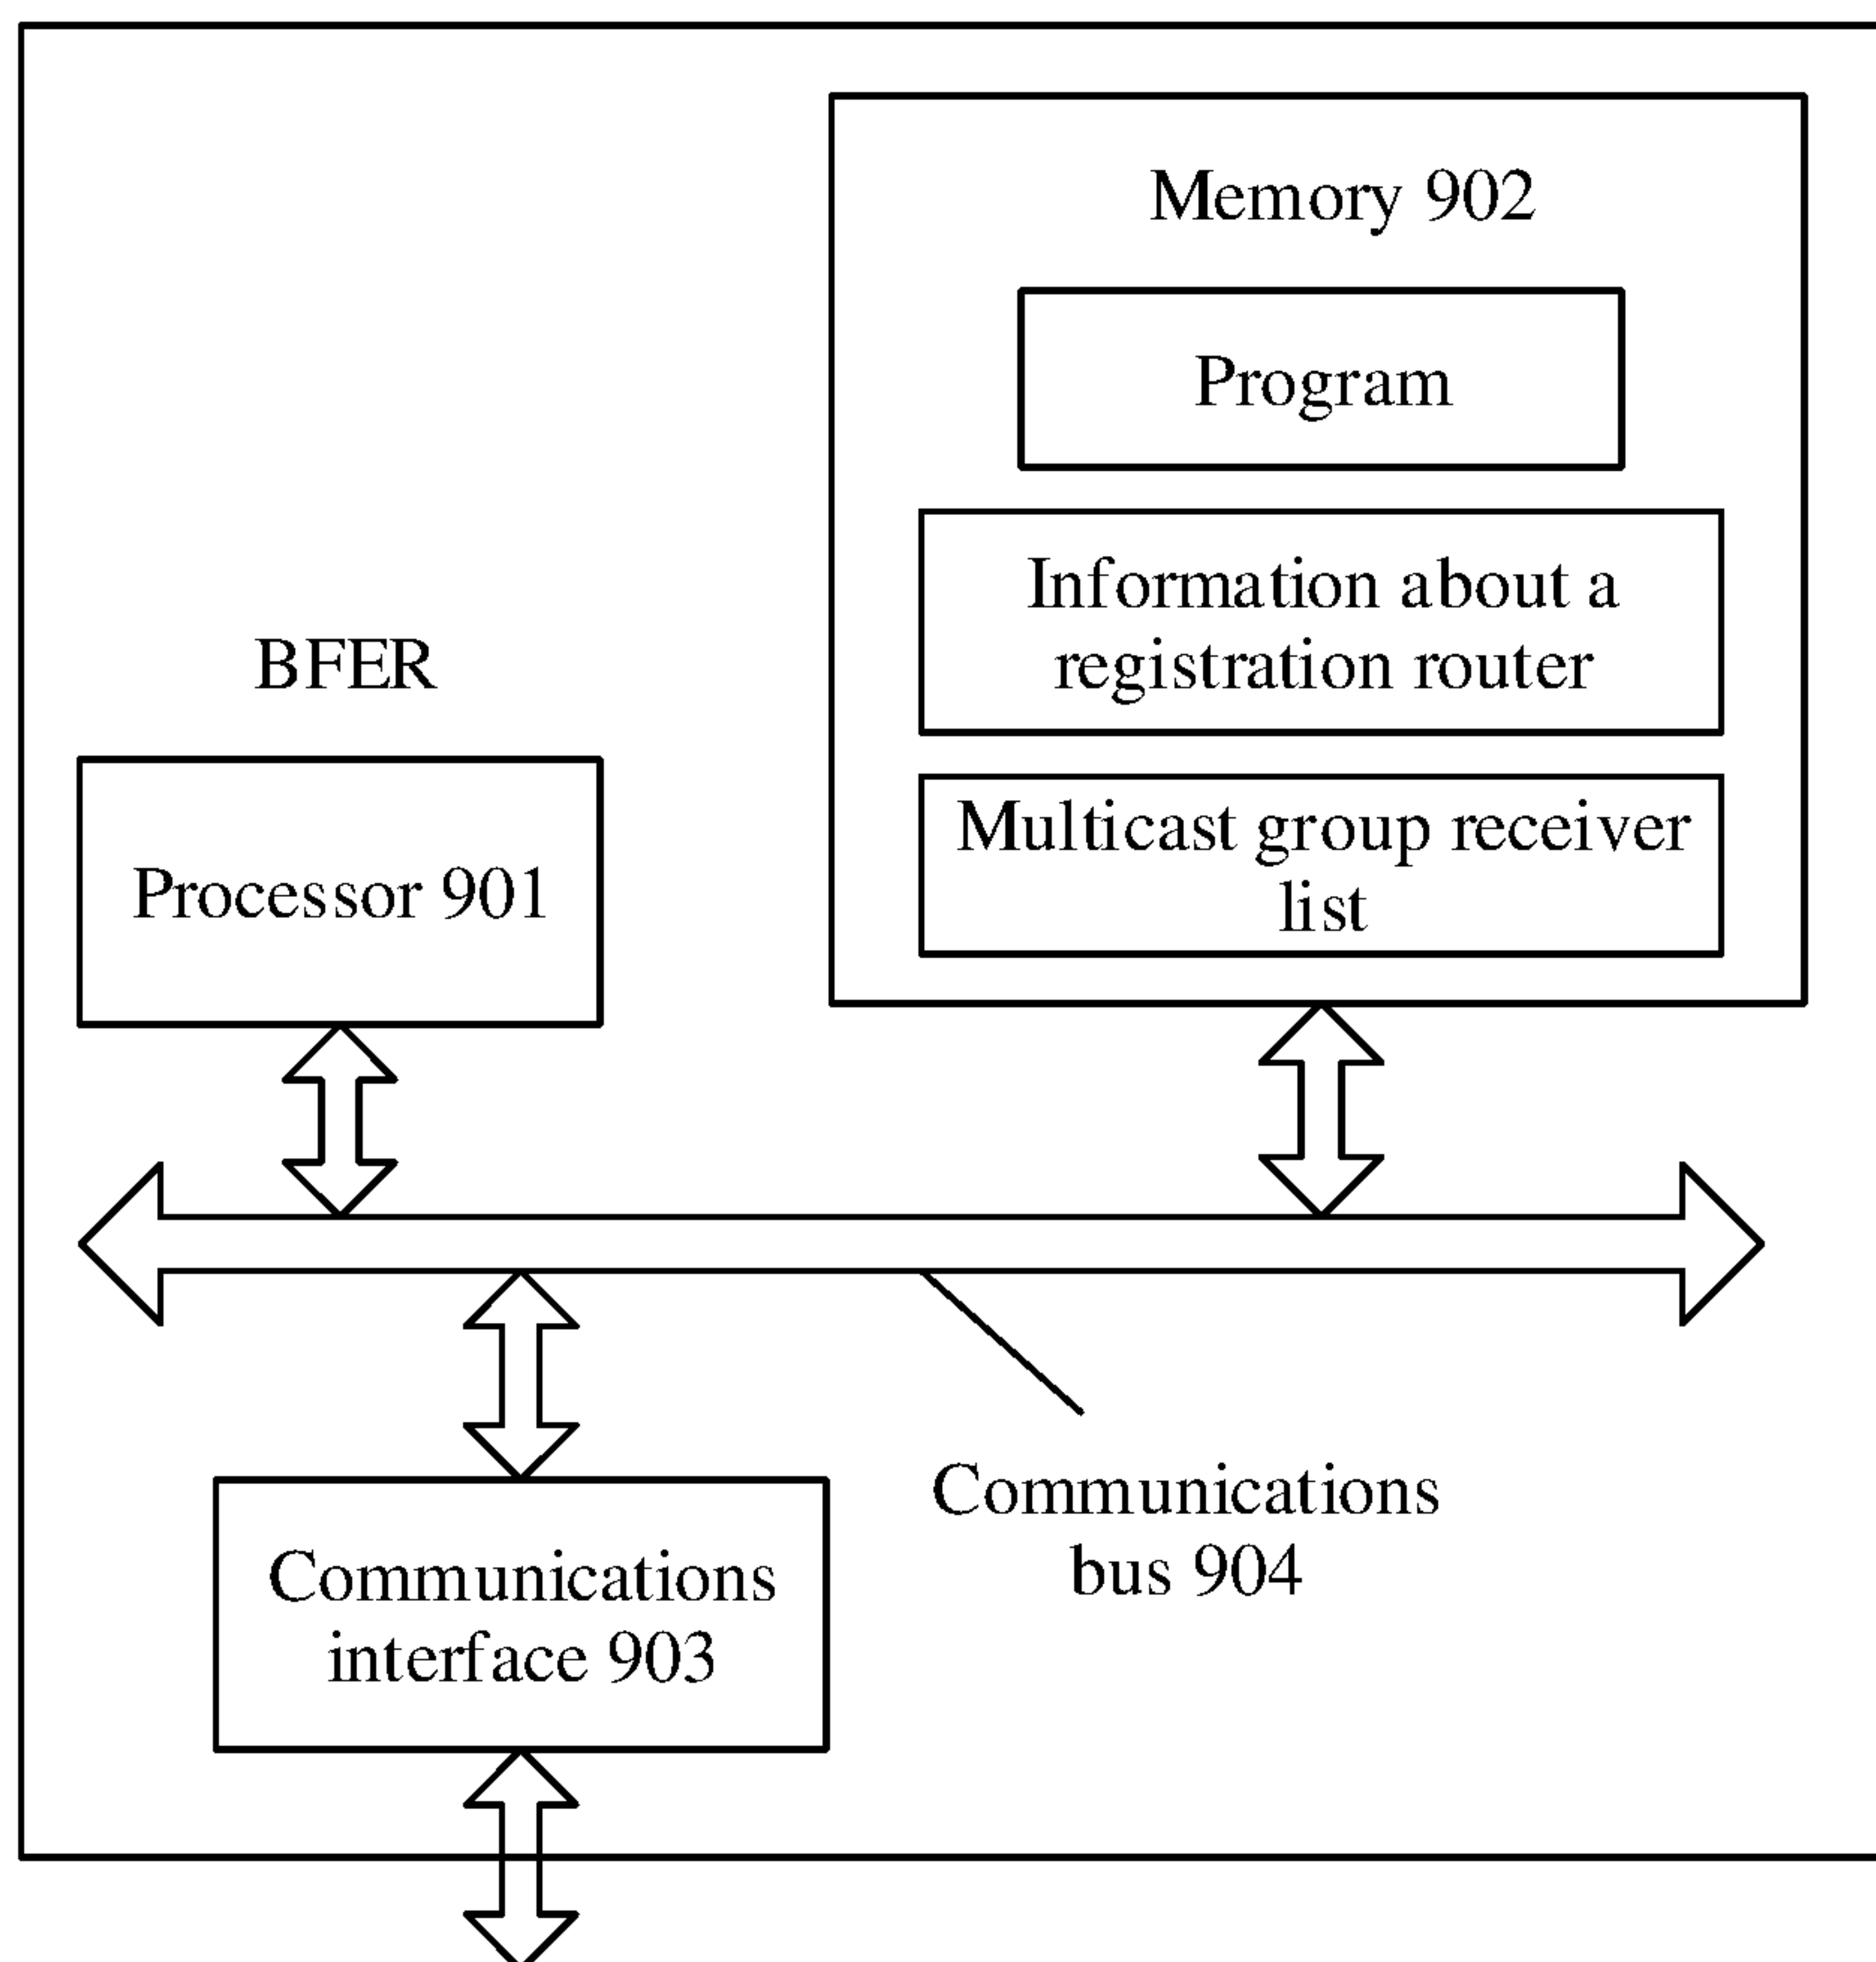 Memory 902
Program
Information about a
registration router
Multicast group receiver
list
BFER
Processor 901
Communications
bus 904
Communications
interface 903